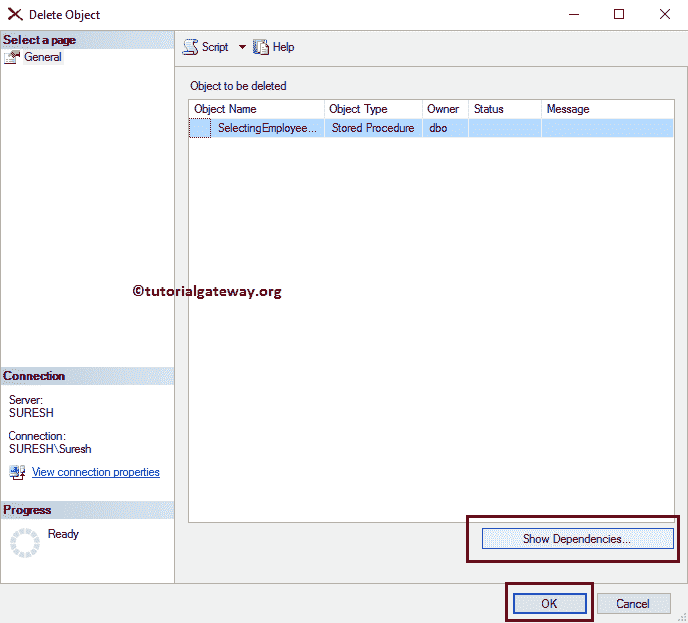 Delete Object
Select a page
General
Script Help
Object to be deleted
Object Name Object Type Owner Status Message
SelectingEmployee... Stored Procedure dbo
©tutorialgateway.org
Connection
Server:
SURESH
Connection:
SURESH\Suresh
View connection properties
Progress
Ready
Show Dependencies...
OK Cancel